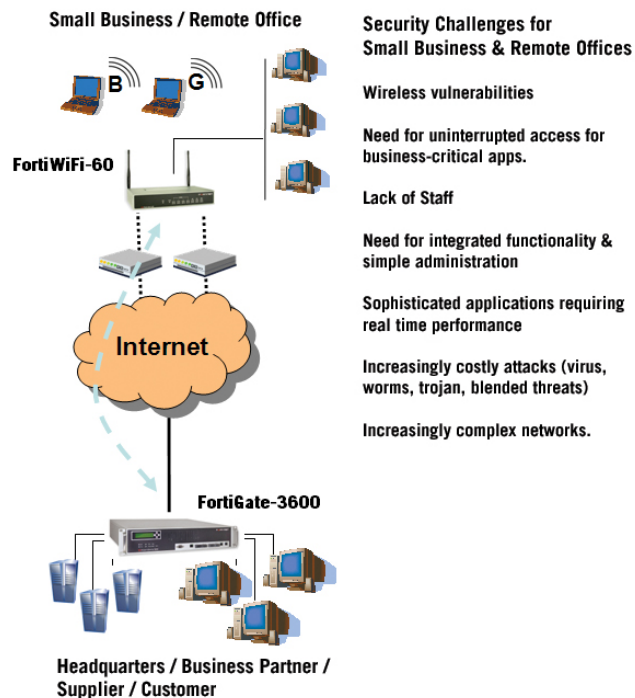 Small Business / Remote Office
B
G
FortiWiFi-60
Internet
FortiGate-3600
Headquarters / Business Partner /
Supplier / Customer
Security Challenges for
Small Business & Remote Offices
Wireless vulnerabilities
Need for uninterrupted access for
business-critical apps.
Lack of Staff
Need for integrated functionality &
simple administration
Sophisticated applications requiring
real time performance
Increasingly costly attacks (virus,
worms, trojan, blended threats)
Increasingly complex networks.